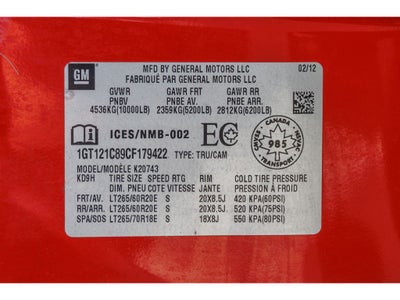 GM
MFD BY GENERAL MOTORS LLC 02/12
FABRIQUÉ PAR GENERAL MOTORS LLC
GVWR GAWR FRT GAWR RR
PNBV PNBE AV PNBE AR
4536KG(10000LB) 2359KG(5200LB) 2812KG(6200LB)
ICES/NMB-002 EC
CANADA
985
TRANSPORT
1GT121C89CF179422 TYPE: TRU/CAM
MODEL/MODÈLE K20743
KD9H TIRE SIZE SPEED RTG RIM COLD TIRE PRESSURE
DIM. PNEU COTE VITESSE JANTE PRESSION À FROID
FRT/AV. LT265/60R20E S 20X8.5J 420 KPA(60PSI)
RR/ARR. LT265/60R20E S 20X8.5J 520 KPA(75PSI)
SPA/SOS LT265/70R18E S 18X8J 550 KPA(80PSI)